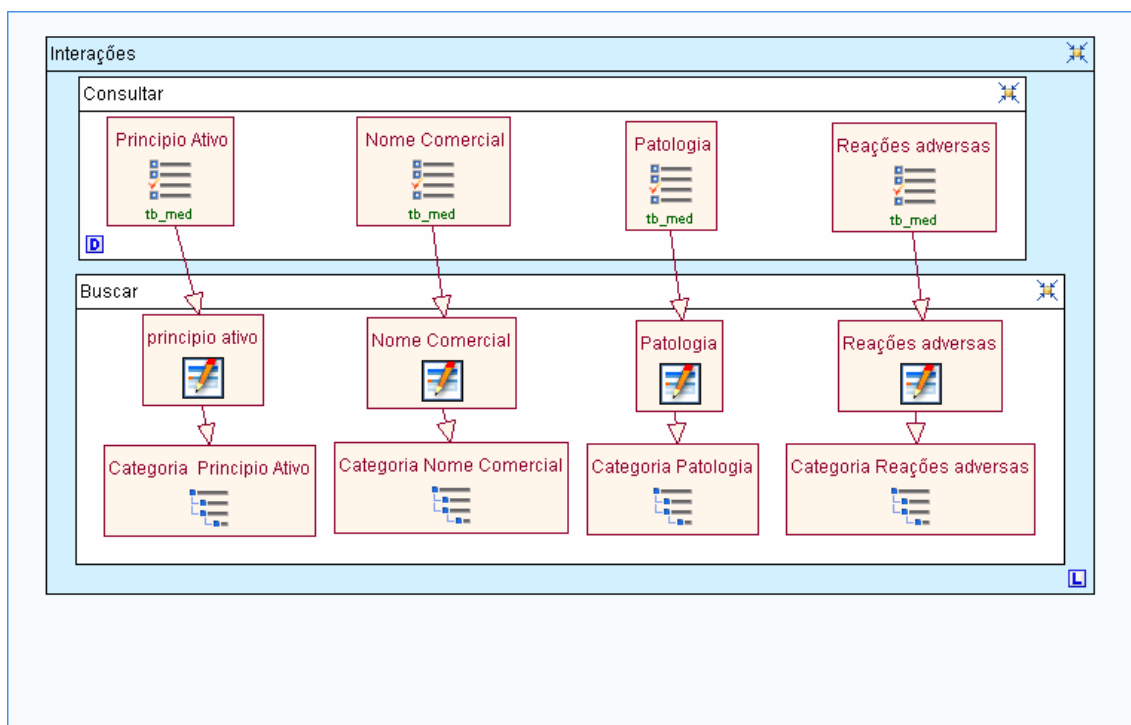 Interações
Consultar
Principio Ativo
Nome Comercial
Patologia
Reações adversas
tb_med
tb_med
tb_med
tb_med
D
Buscar
principio ativo
Nome Comercial
Patologia
Reações adversas
Categoria Principio Ativo
Categoria Nome Comercial
Categoria Patologia
Categoria Reações adversas
L